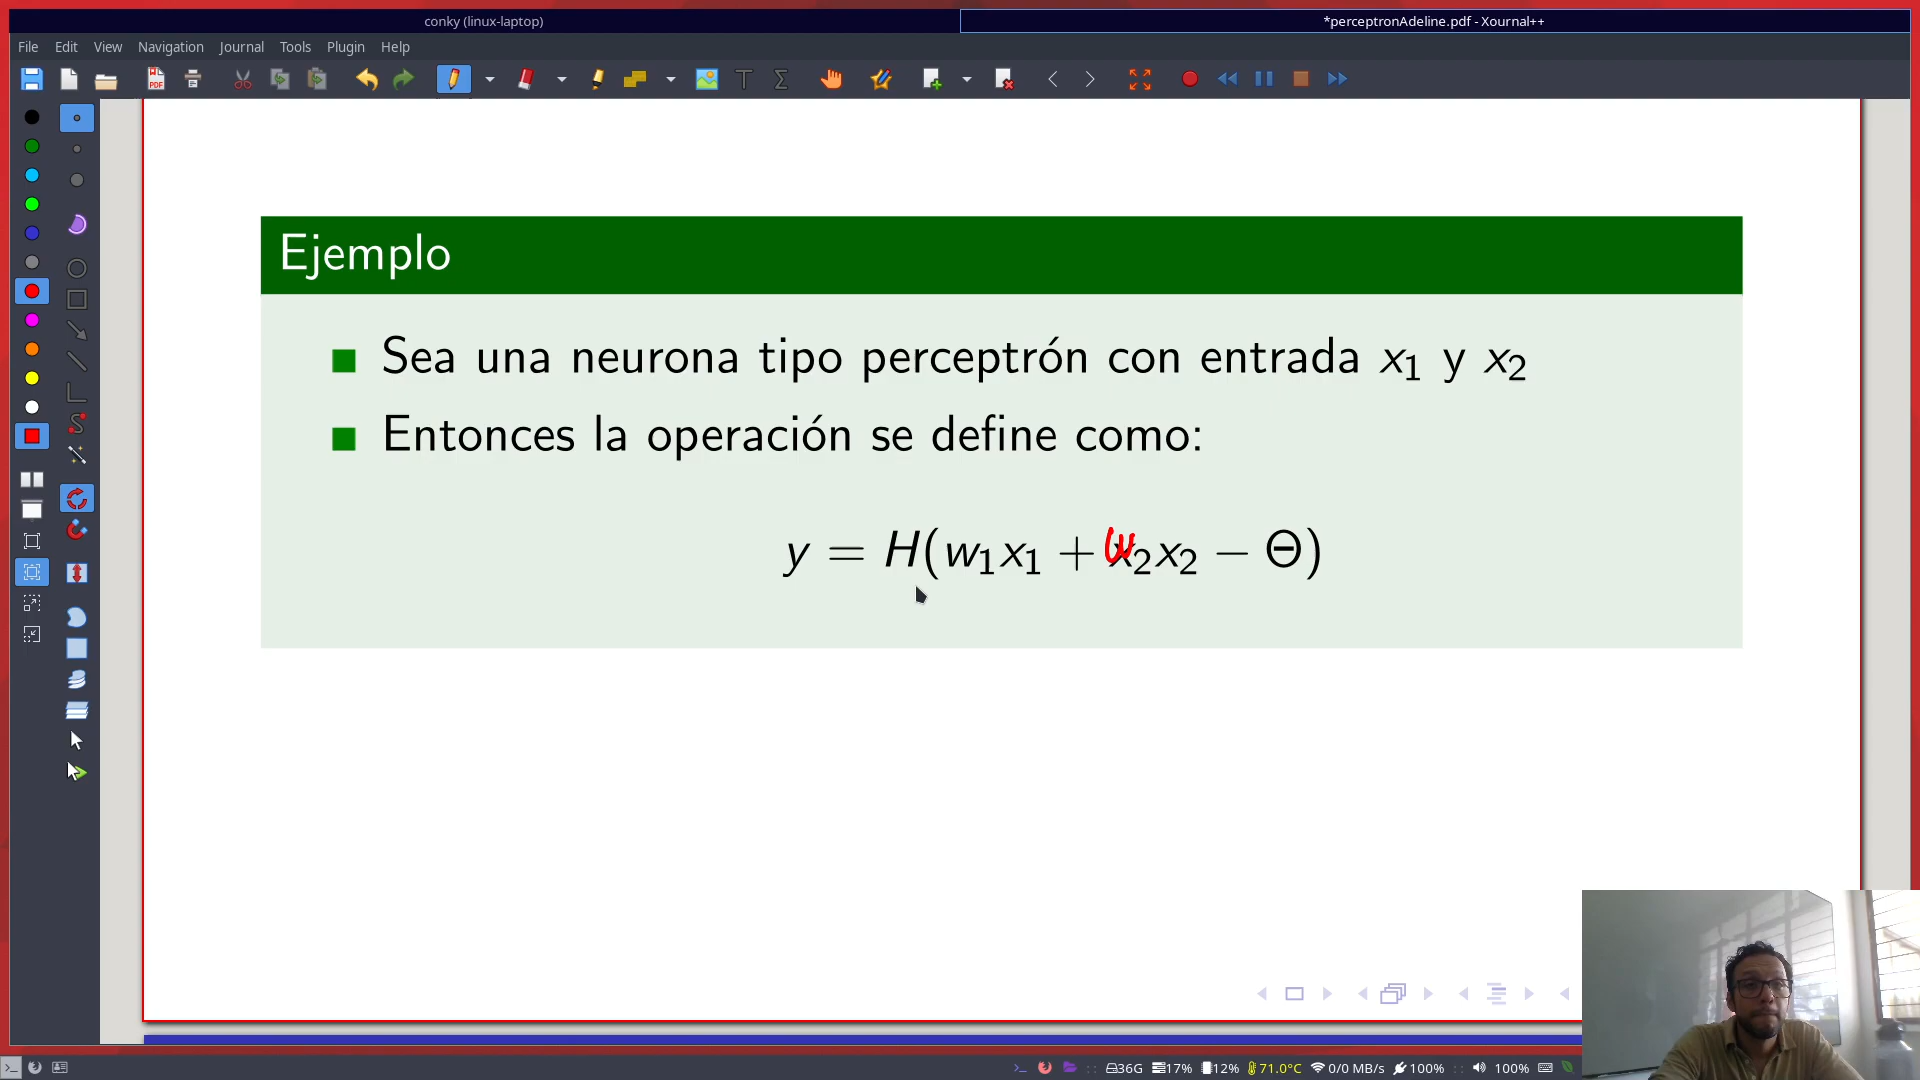 conky (linux-laptop)
*perceptronAdeline.pdf - Xournal++
File Edit View Navigation Journal Tools Plugin Help
Ejemplo
Sea una neurona tipo perceptrón con entrada x₁ y x₂
Entonces la operación se define como:
y = H(w₁x₁ + w₂x₂ − Θ)
36G 17% 12% 71.0°C 0/0 MB/s 100% 100%